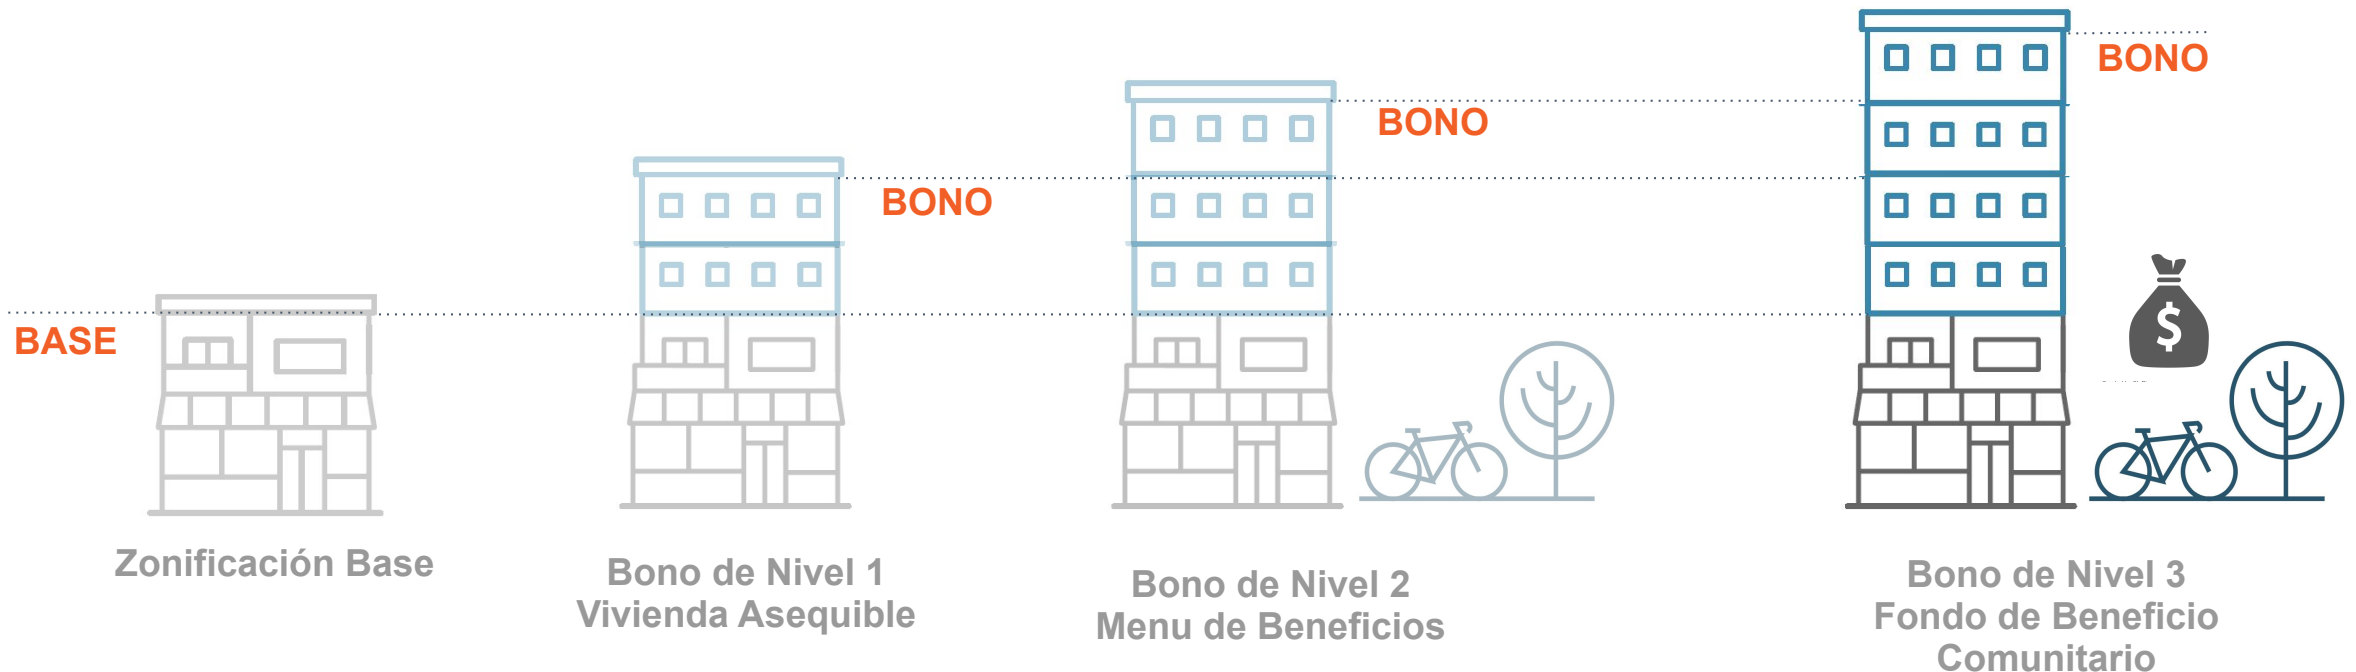 BONO
BONO
BONO
BASE
$
Zonificación Base
Bono de Nivel 1
Vivienda Asequible
Bono de Nivel 2
Menu de Beneficios
Bono de Nivel 3
Fondo de Beneficio
Comunitario